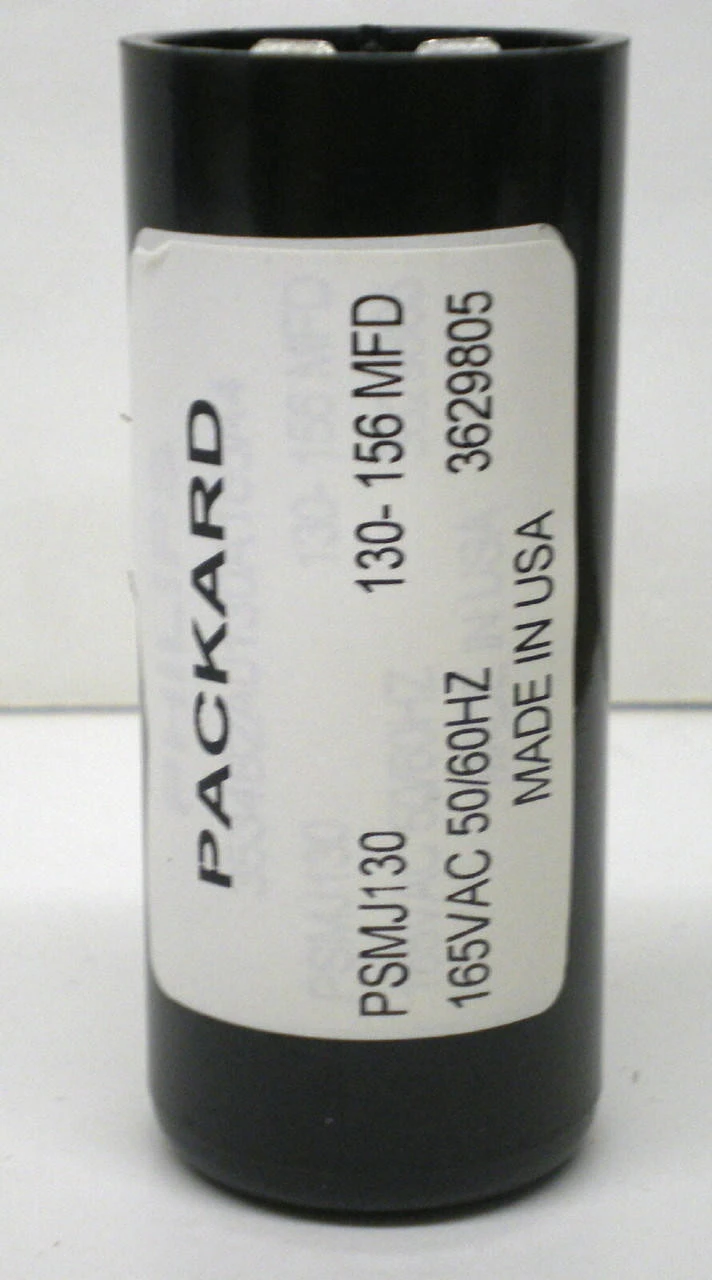 PACKARD
PSMJ130 130- 156 MFD
165VAC 50/60HZ 3629805
MADE IN USA